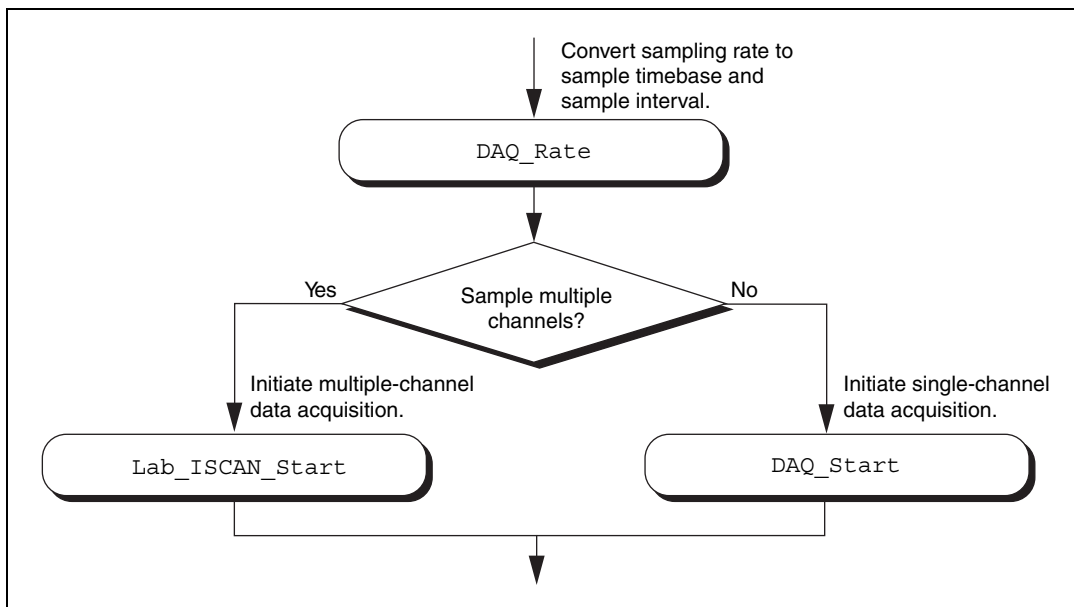 Convert sampling rate to
sample timebase and
sample interval.
DAQ_Rate
Yes
Sample multiple
channels?
No
Initiate multiple-channel
data acquisition.
Initiate single-channel
data acquisition.
Lab_ISCAN_Start
DAQ_Start